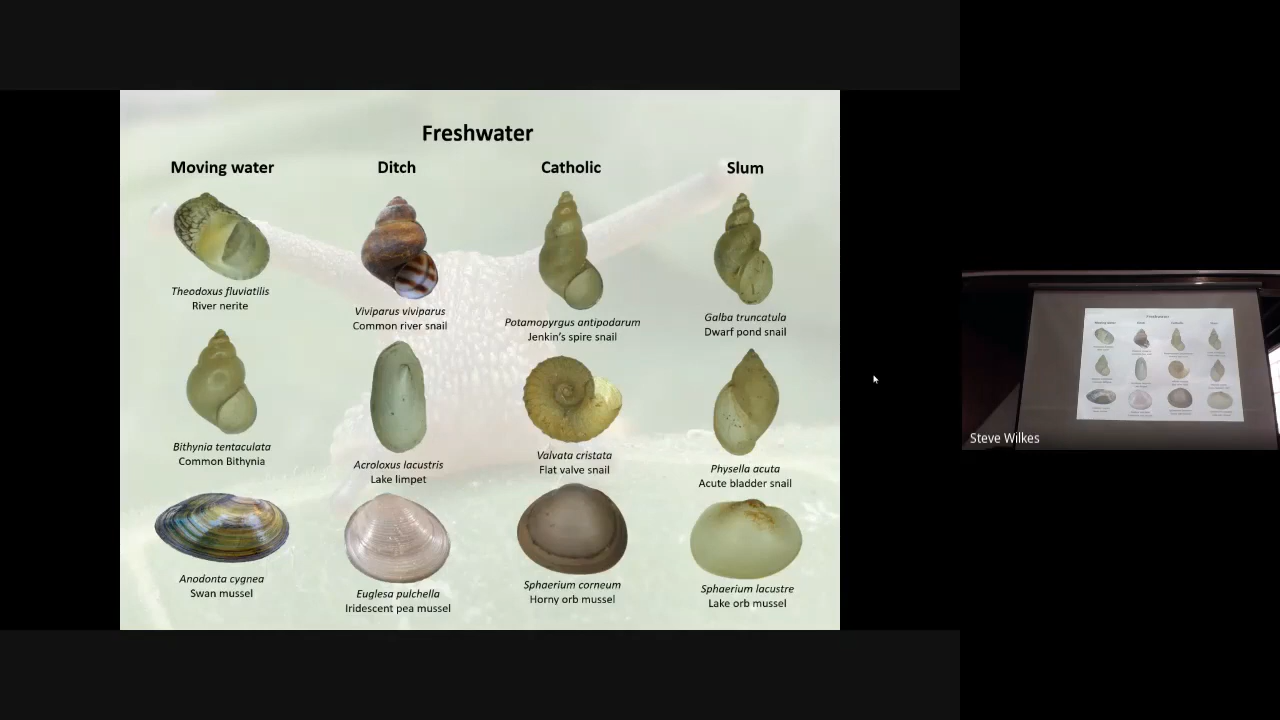 Freshwater
Moving water
Ditch
Catholic
Slum
Theodoxus fluviatilis
River nerite
Viviparus viviparus
Common river snail
Potamopyrgus antipodarum
Jenkin's spire snail
Galba truncatula
Dwarf pond snail
Bithynia tentaculata
Common Bithynia
Acroloxus lacustris
Lake limpet
Valvata cristata
Flat valve snail
Physella acuta
Acute bladder snail
Anodonta cygnea
Swan mussel
Euglesa pulchella
Iridescent pea mussel
Sphaerium corneum
Horny orb mussel
Sphaerium lacustre
Lake orb mussel
Freshwater
Steve Wilkes